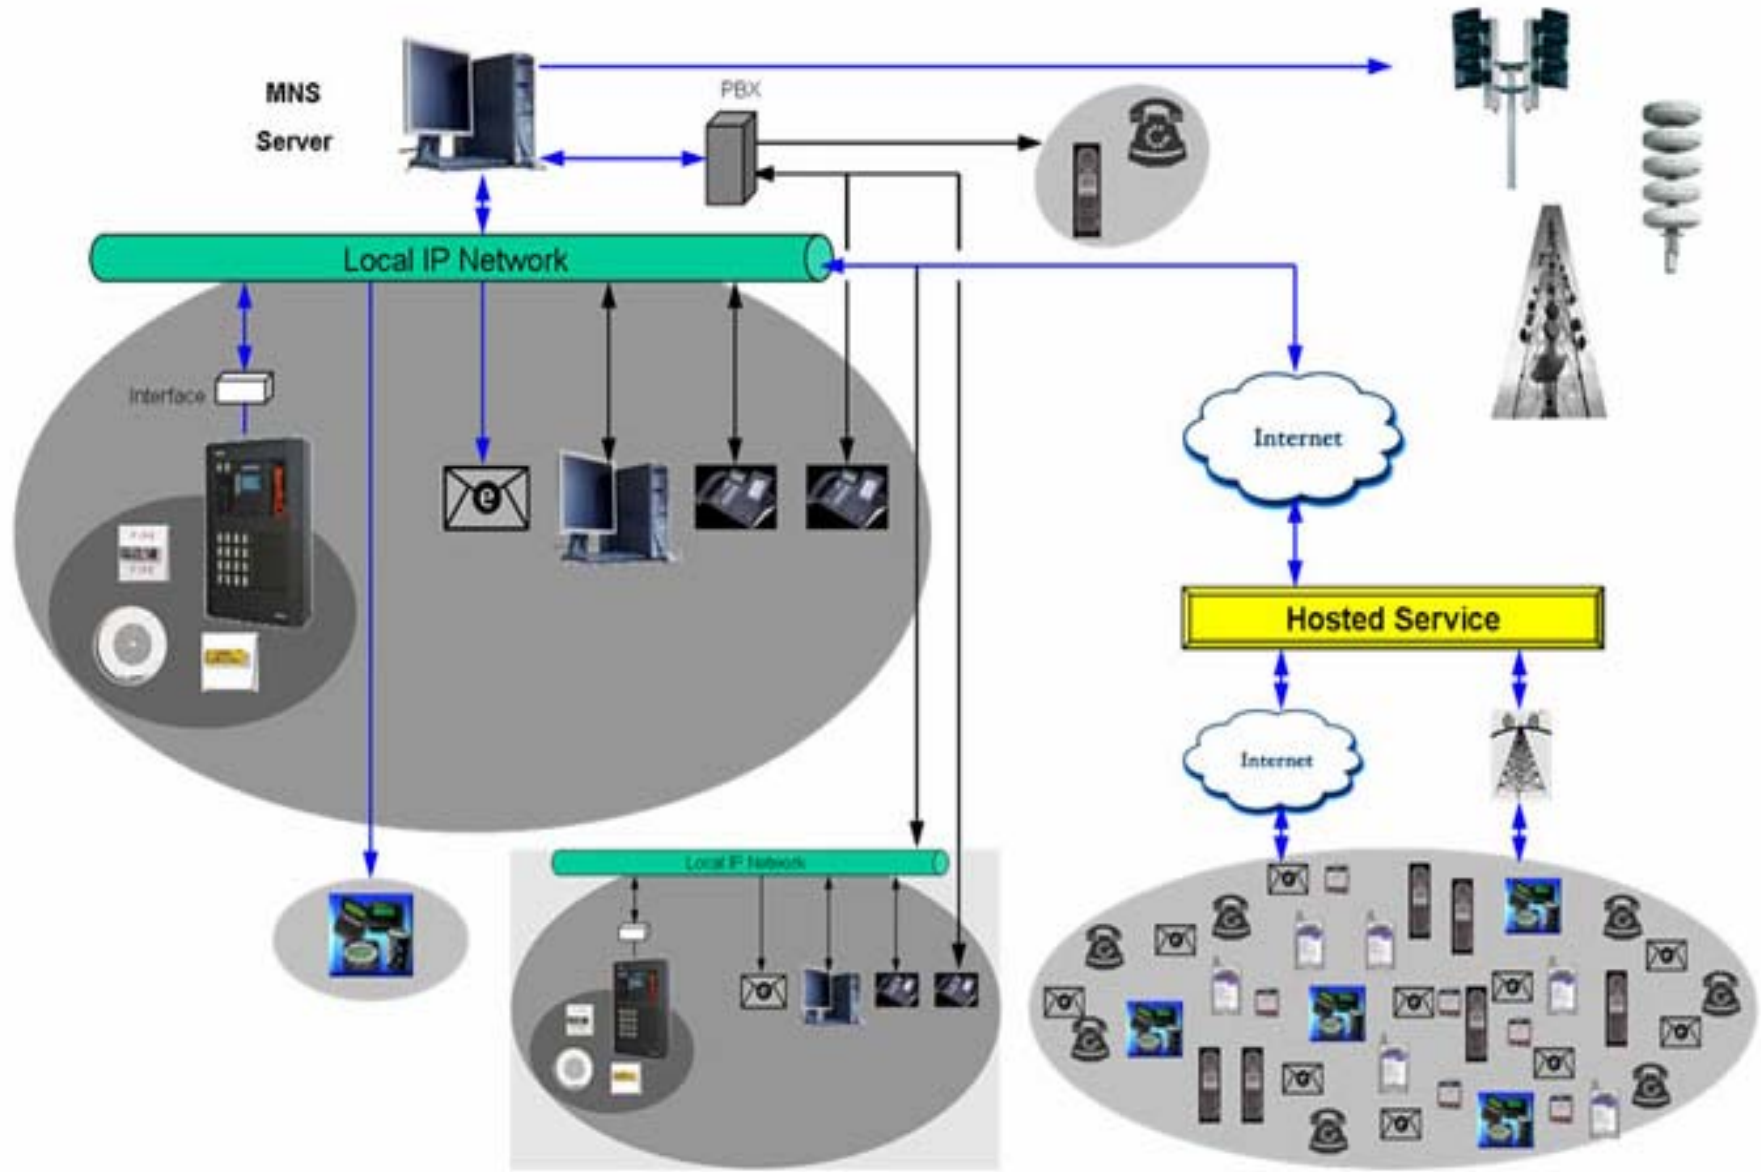 MNS
Server
PBX
Local IP Network
Interface
Internet
Hosted Service
Internet
Local IP Network